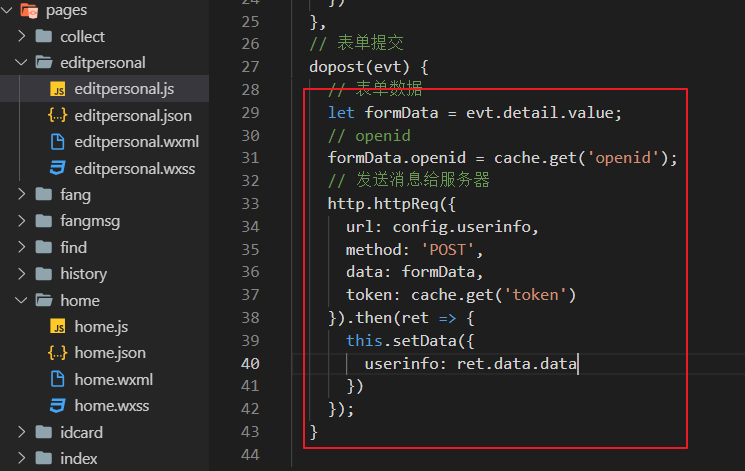 pages
collect
editpersonal
JS editpersonal.js
{..} editpersonal.json
editpersonal.wxml
editpersonal.wxss
fang
fangmsg
find
history
home
JS home.js
{..} home.json
home.wxml
home.wxss
idcard
index
24 })
25 },
26 // 表单提交
27 dopost(evt) {
28 // 表单数据
29 let formData = evt.detail.value;
30 // openid
31 formData.openid = cache.get('openid');
32 // 发送消息给服务器
33 http.httpReq({
34 url: config.userinfo,
35 method: 'POST',
36 data: formData,
37 token: cache.get('token')
38 }).then(ret => {
39 this.setData({
40 userinfo: ret.data.data
41 })
42 });
43 }
44